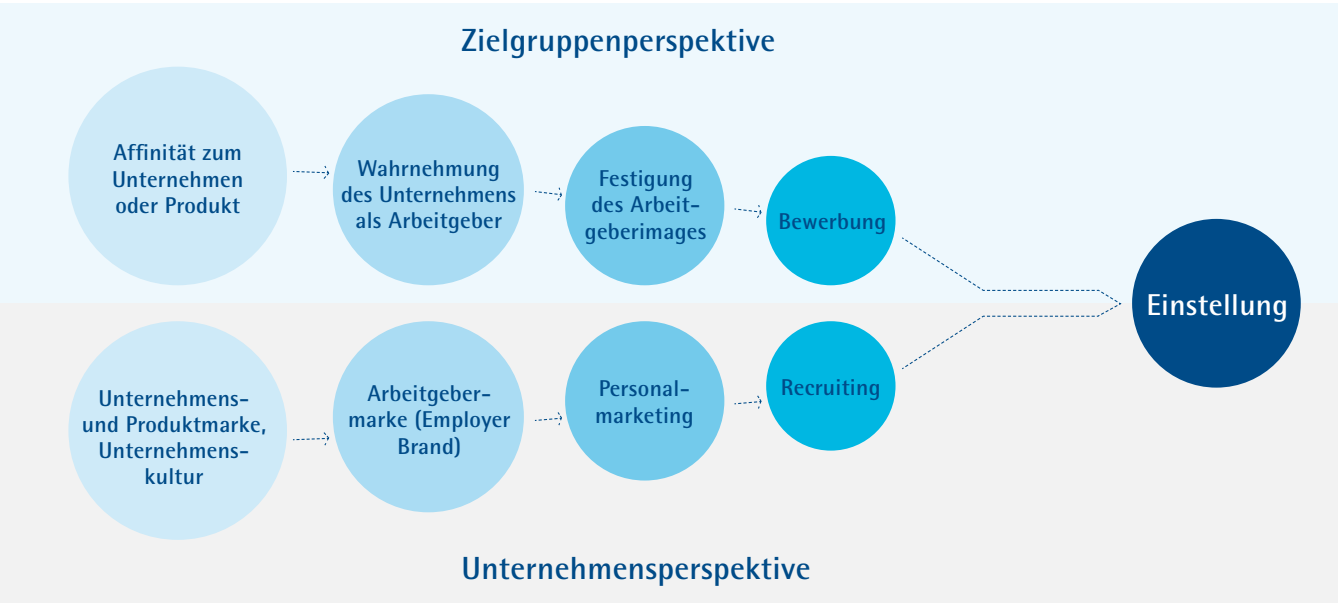 Zielgruppenperspektive
Affinität zum
Unternehmen
oder Produkt
Wahrnehmung
des Unternehmens
als Arbeitgeber
Festigung
des Arbeit-
geberimages
Bewerbung
Einstellung
Unternehmens-
und Produktmarke,
Unternehmens-
kultur
Arbeitgeber-
marke (Employer
Brand)
Personal-
marketing
Recruiting
Unternehmensperspektive